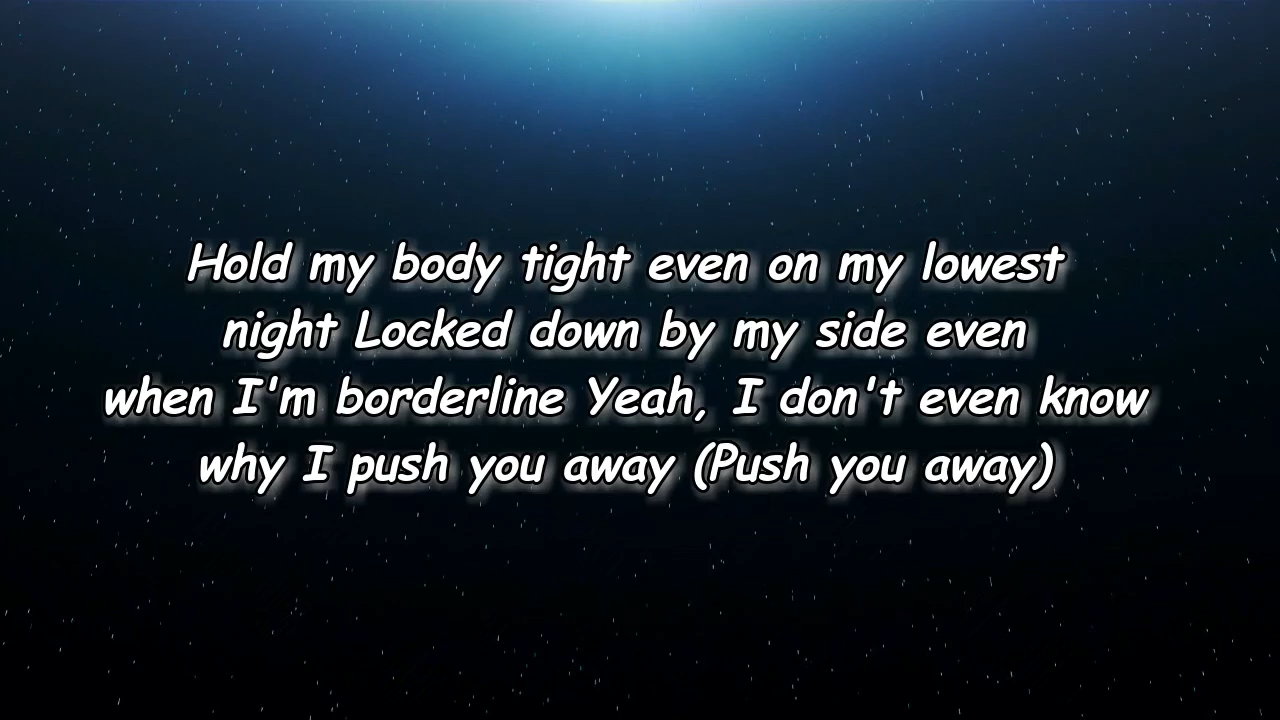 Hold my body tight even on my lowest
night Locked down by my side even
when I'm borderline Yeah, I don't even know
why I push you away (Push you away)